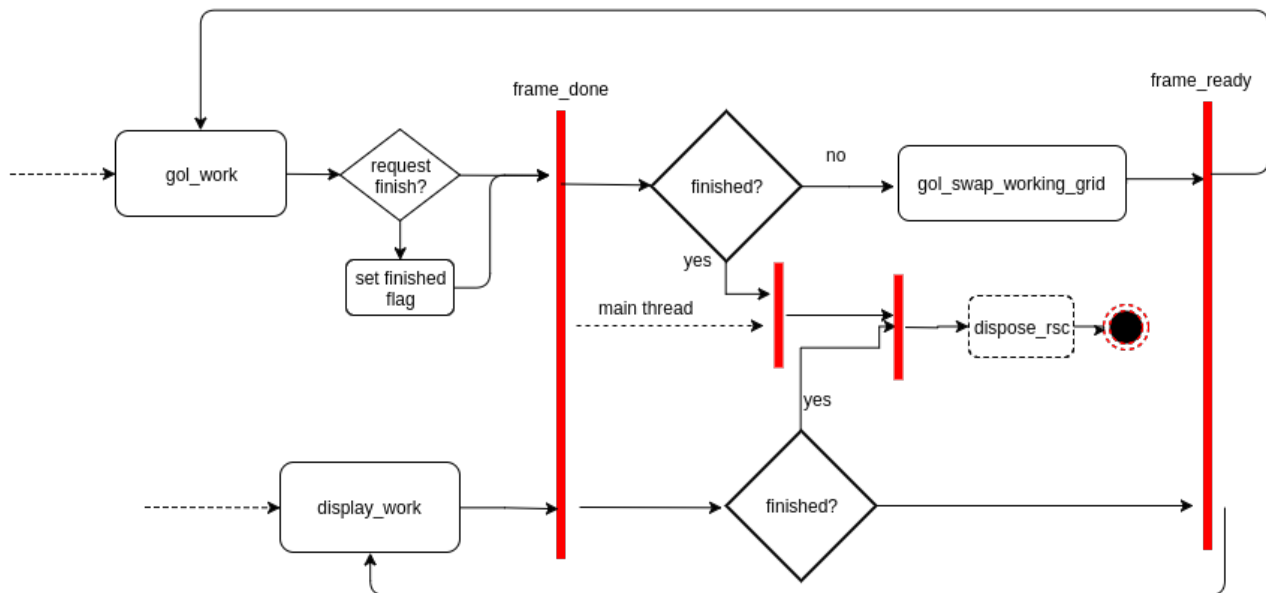 frame_done
frame_ready
gol_work
request
finish?
finished?
no
gol_swap_working_grid
set finished
flag
yes
main thread
dispose_rsc
yes
display_work
finished?